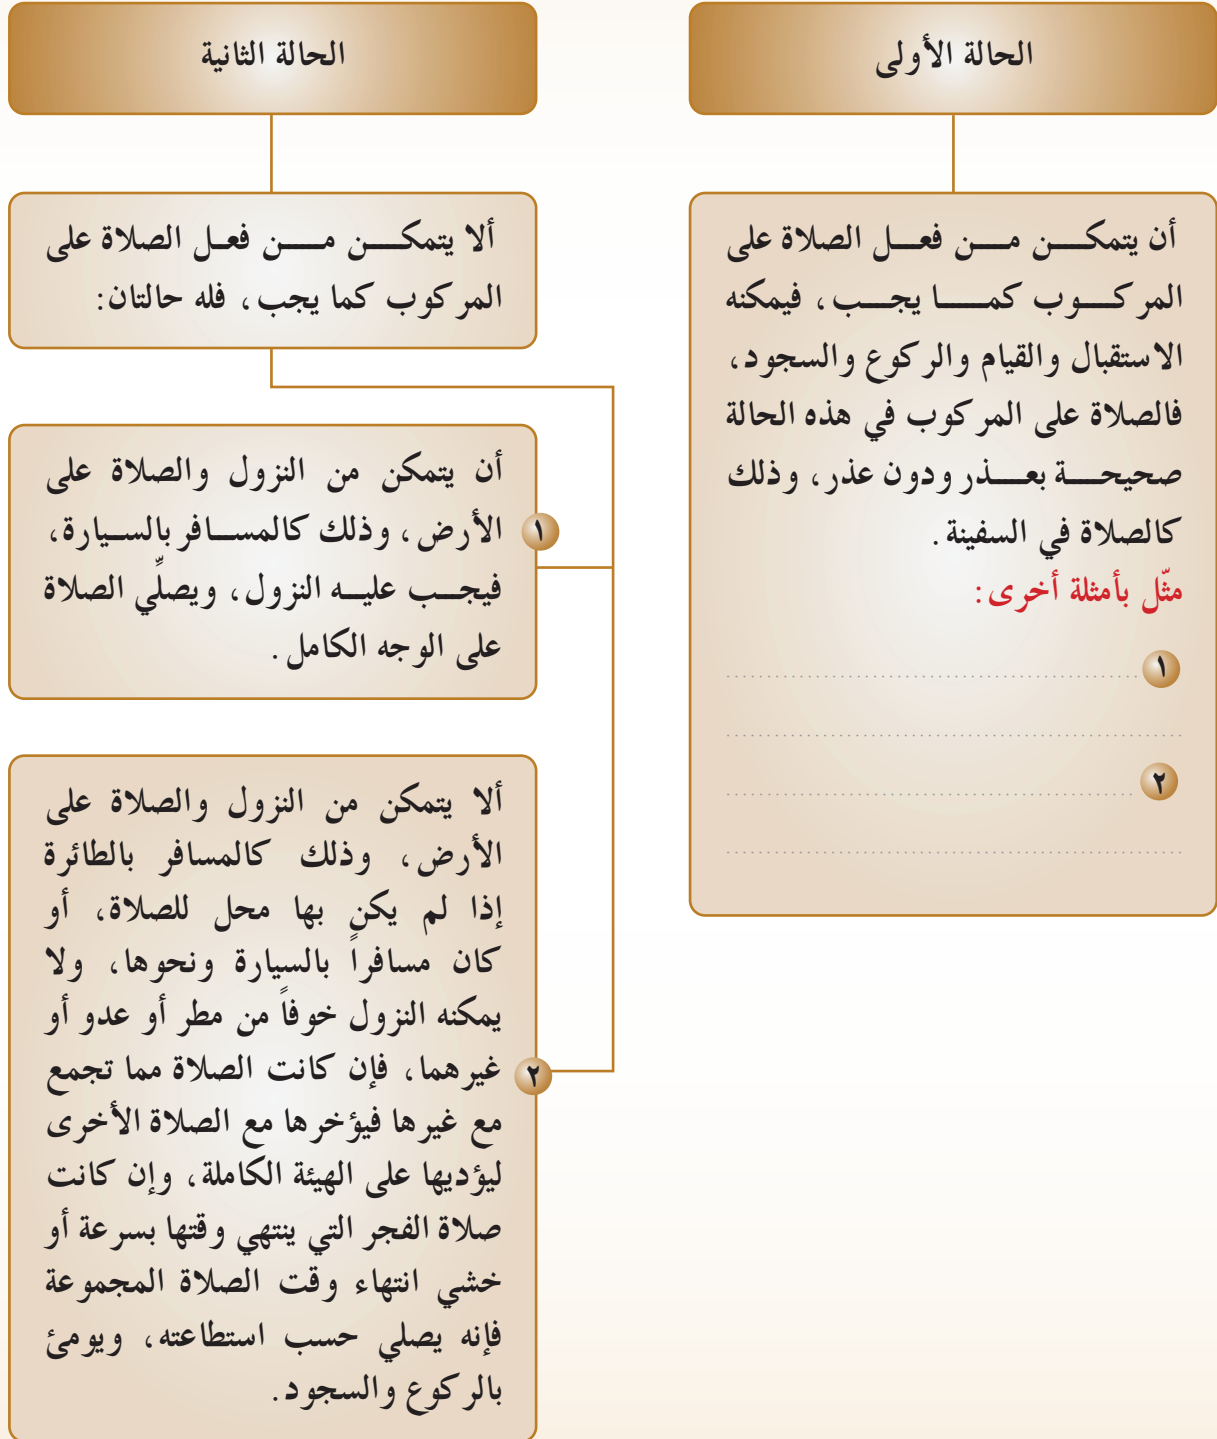 الحالة الأولى
أن يتمكن من فعل الصلاة على
المركوب كما يجب، فيمكنه
الاستقبال والقيام والركوع والسجود،
فالصلاة على المركوب في هذه الحالة
صحيحة بعذر ودون عذر، وذلك
كالصلاة في السفينة.
مثّل بأمثلة أخرى:
١ ................................................
................................................
٢ ................................................
................................................
الحالة الثانية
ألا يتمكن من فعل الصلاة على
المركوب كما يجب، فله حالتان:
١
أن يتمكن من النزول والصلاة على
الأرض، وذلك كالمسافر بالسيارة،
فيجب عليه النزول، ويصلِّي الصلاة
على الوجه الكامل.
٢
ألا يتمكن من النزول والصلاة على
الأرض، وذلك كالمسافر بالطائرة
إذا لم يكن بها محل للصلاة، أو
كان مسافراً بالسيارة ونحوها، ولا
يمكنه النزول خوفاً من مطر أو عدو أو
غيرهما، فإن كانت الصلاة مما تجمع
مع غيرها فيؤخرها مع الصلاة الأخرى
ليؤديها على الهيئة الكاملة، وإن كانت
صلاة الفجر التي ينتهي وقتها بسرعة أو
خشي انتهاء وقت الصلاة المجموعة
فإنه يصلي حسب استطاعته، ويومئ
بالركوع والسجود.